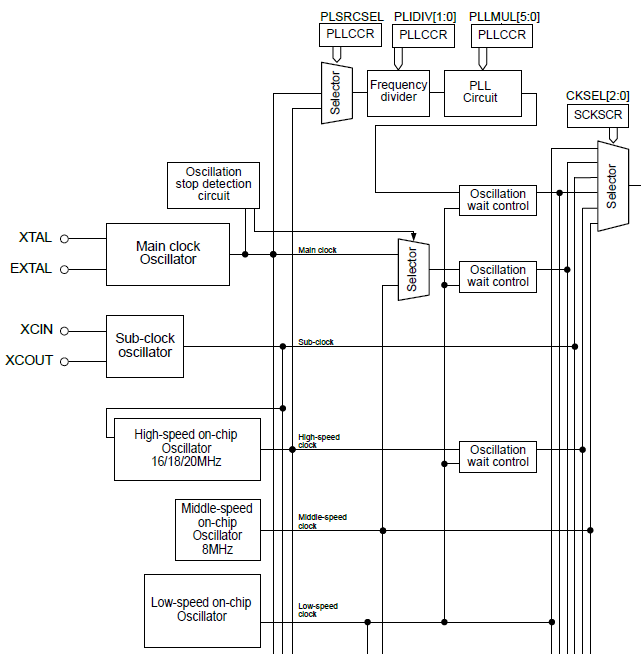 PLSRCSEL PLIDIV[1:0] PLLMUL[5:0]
PLLCCR PLLCCR PLLCCR
Selector
Frequency
divider
PLL
Circuit
CKSEL[2:0]
SCKSCR
Selector
Oscillation
stop detection
circuit
Oscillation
wait control
XTAL
EXTAL
Main clock
Oscillator
Main clock
Selector
Oscillation
wait control
XCIN
XCOUT
Sub-clock
oscillator
Sub-clock
High-speed on-chip
Oscillator
16/18/20MHz
High-speed
clock
Oscillation
wait control
Middle-speed
on-chip
Oscillator
8MHz
Middle-speed
clock
Low-speed on-chip
Oscillator
Low-speed
clock